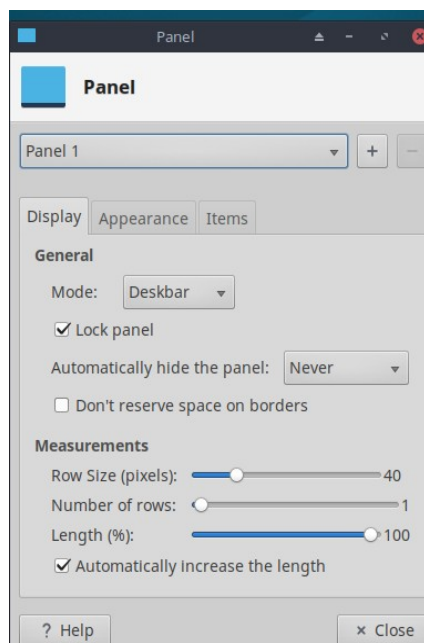 Panel
Panel
Panel 1
Display Appearance Items
General
Mode: Deskbar
Lock panel
Automatically hide the panel: Never
Don't reserve space on borders
Measurements
Row Size (pixels): 40
Number of rows: 1
Length (%): 100
Automatically increase the length
? Help × Close